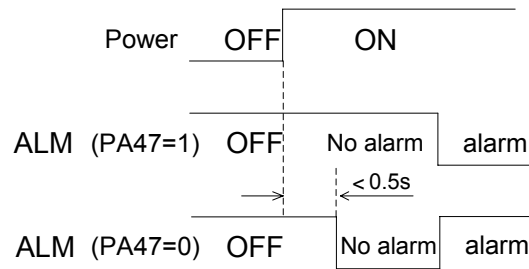 Power OFF ON
ALM (PA47=1) OFF No alarm alarm
< 0.5s
ALM (PA47=0) OFF No alarm alarm